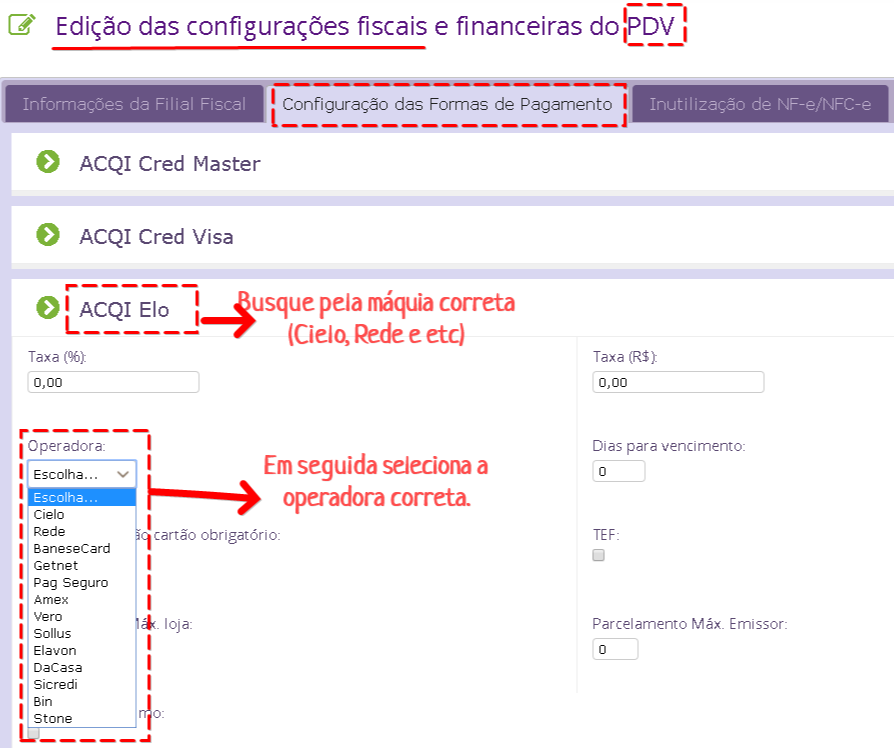 Edição das configurações fiscais e financeiras do PDV
Informações da Filial Fiscal
Configuração das Formas de Pagamento
Inutilização de NF-e/NFC-e
ACQI Cred Master
ACQI Cred Visa
ACQI Elo
Busque pela máquia correta
(Cielo, Rede e etc)
Taxa (%):
0,00
Taxa (R$):
0,00
Operadora:
Escolha...
Em seguida seleciona a
operadora correta.
Dias para vencimento:
0
Escolha...
Cielo
Rede
BaneseCard
Getnet
Pag Seguro
Amex
Vero
Sollus
Elavon
DaCasa
Sicredi
Bin
Stone
ão cartão obrigatório:
TEF:
Máx. loja:
Parcelamento Máx. Emissor:
0
mo: